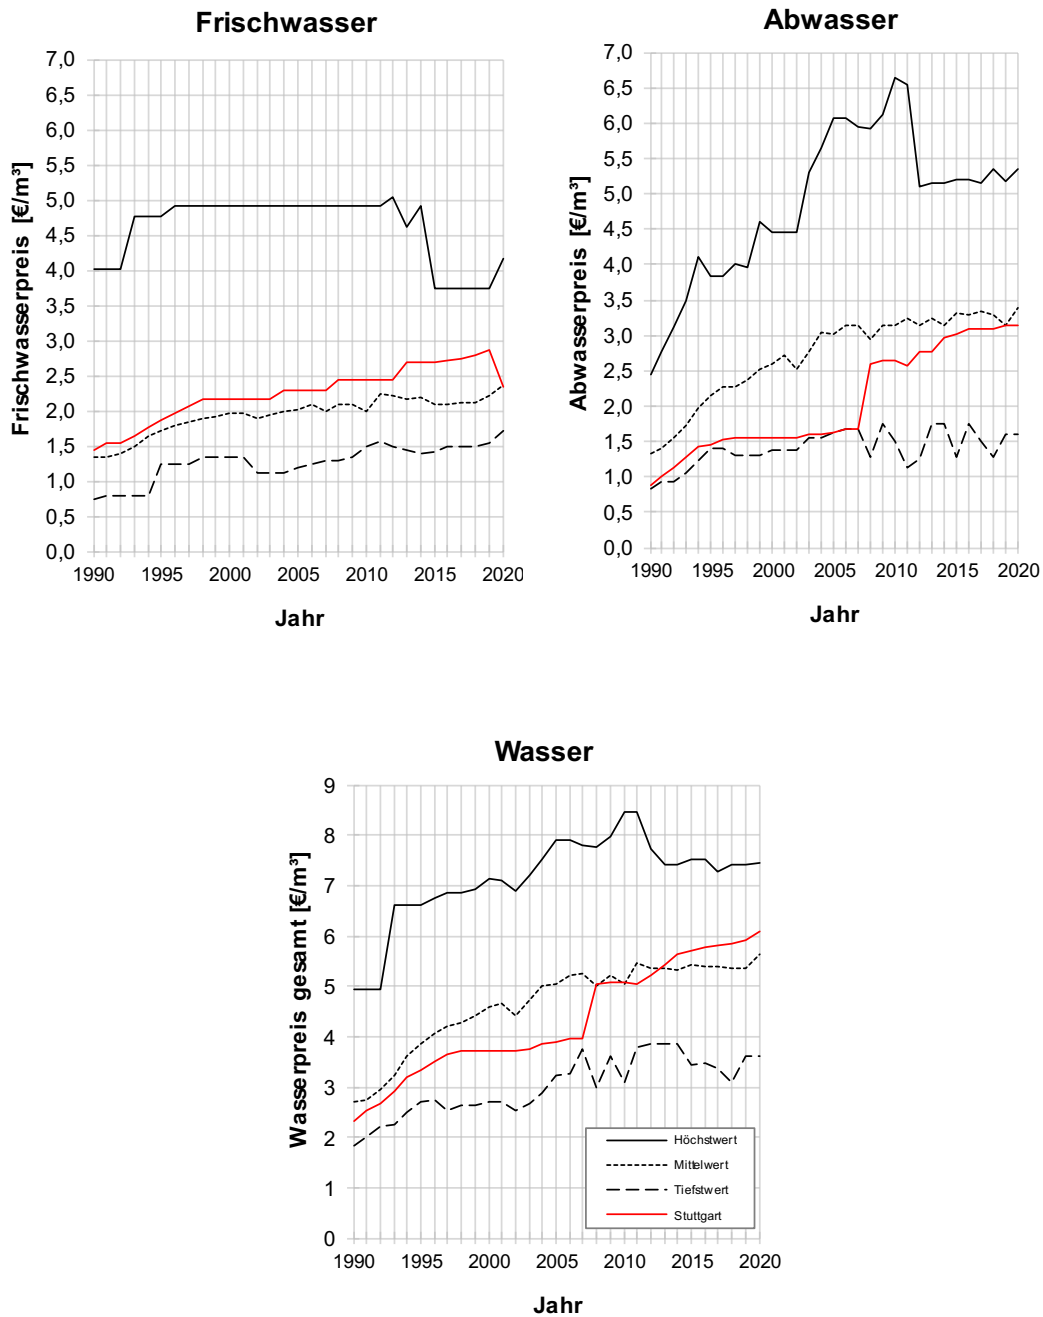 Frischwasser
Frischwasserpreis [€/m³]
7,0
6,5
6,0
5,5
5,0
4,5
4,0
3,5
3,0
2,5
2,0
1,5
1,0
0,5
0,0
1990 1995 2000 2005 2010 2015 2020
Jahr
Abwasser
Abwasserpreis [€/m³]
7,0
6,5
6,0
5,5
5,0
4,5
4,0
3,5
3,0
2,5
2,0
1,5
1,0
0,5
0,0
1990 1995 2000 2005 2010 2015 2020
Jahr
Wasser
Wasserpreis gesamt [€/m³]
9
8
7
6
5
4
3
2
1
0
Höchstwert
Mittelwert
Tiefstwert
Stuttgart
1990 1995 2000 2005 2010 2015 2020
Jahr